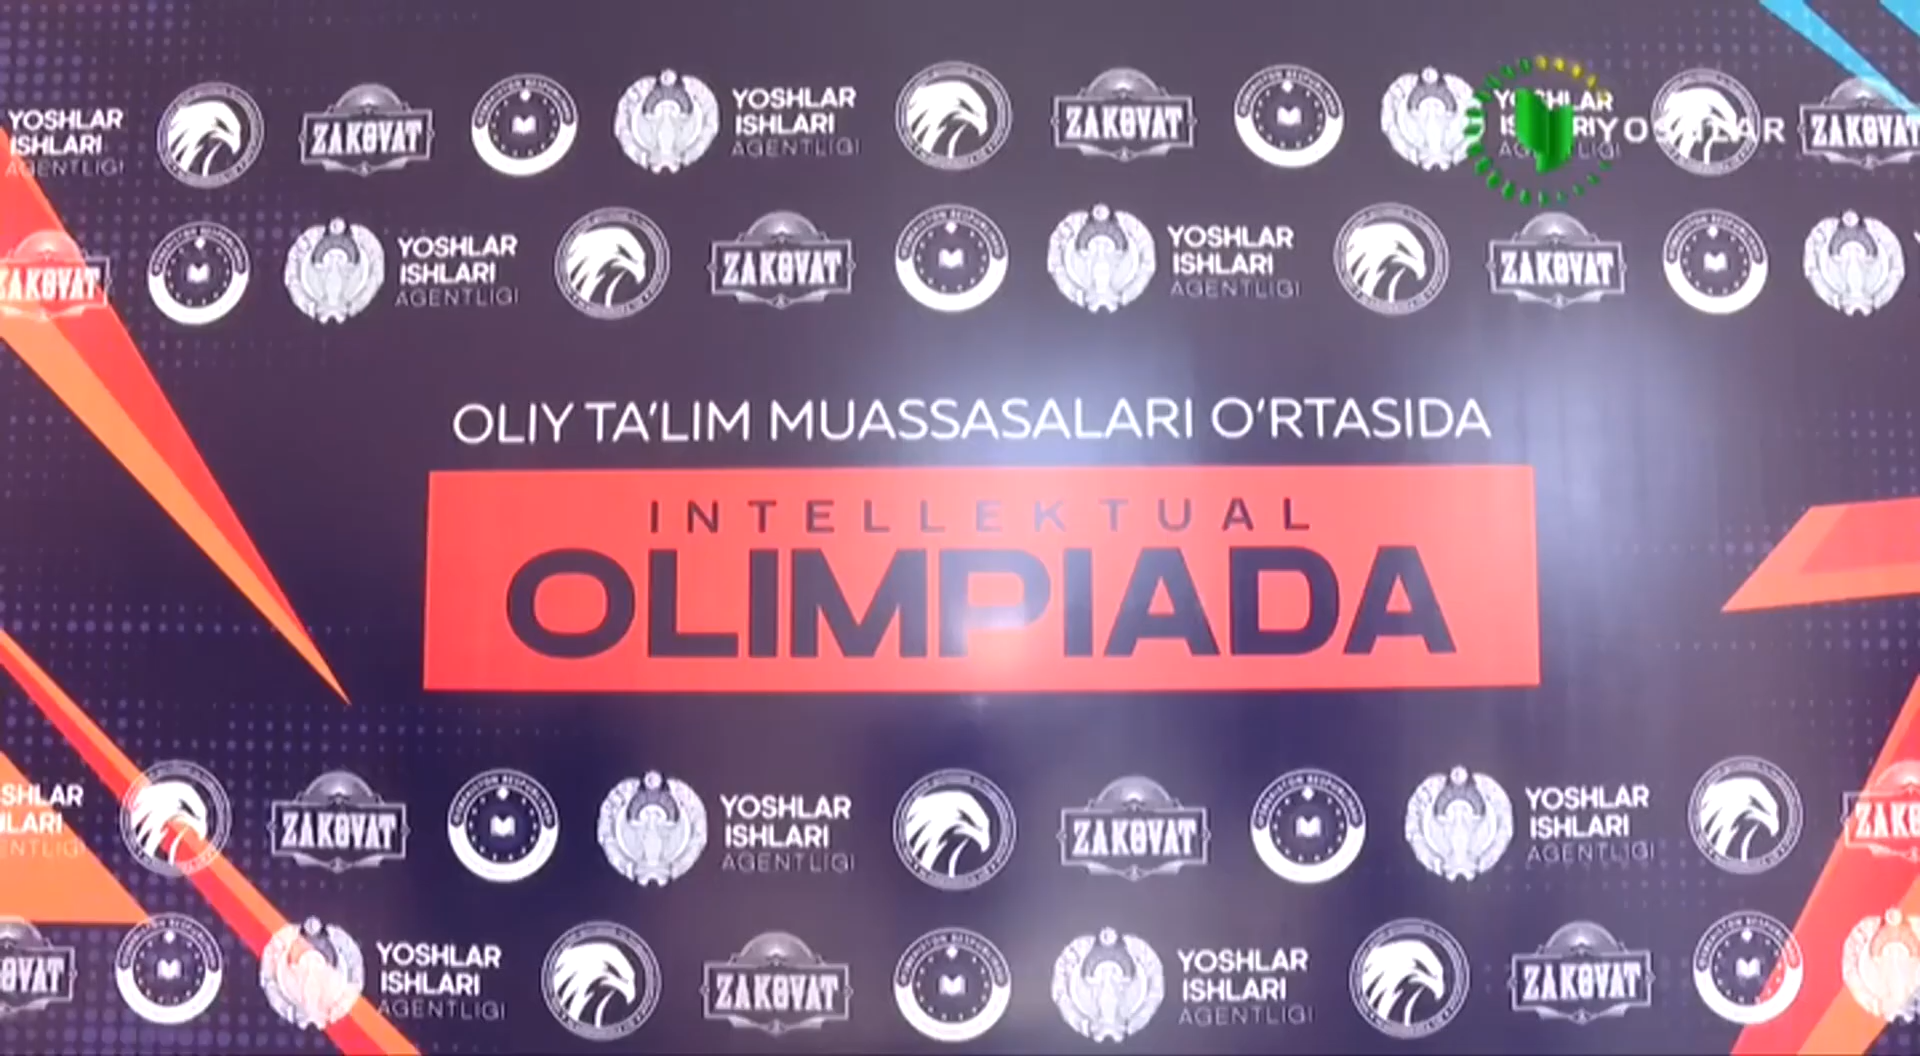 YOSHLAR ISHLARI AGENTLIGI ZAKOVAT YOSHLAR ISHLARI AGENTLIGI ZAKOVAT YOSHLAR ZAKOVAT
ZAKOVAT YOSHLAR ISHLARI AGENTLIGI ZAKOVAT YOSHLAR ISHLARI AGENTLIGI ZAKOVAT
OLIY TA'LIM MUASSASALARI O'RTASIDA
INTELLEKTUAL
OLIMPIADA
ZAKOVAT YOSHLAR ISHLARI AGENTLIGI ZAKOVAT YOSHLAR ISHLARI AGENTLIGI
YOSHLAR ISHLARI AGENTLIGI ZAKOVAT YOSHLAR ISHLARI AGENTLIGI ZAKOVAT